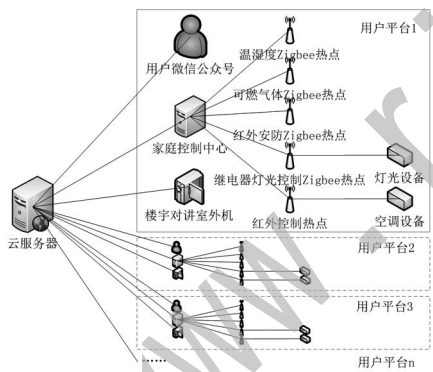 用户平台1
用户微信公众号
温湿度Zigbee热点
可燃气体Zigbee热点
家庭控制中心
红外安防Zigbee热点
继电器灯光控制Zigbee热点
灯光设备
楼宇对讲室外机
红外控制热点
空调设备
云服务器
用户平台2
用户平台3
......
用户平台n